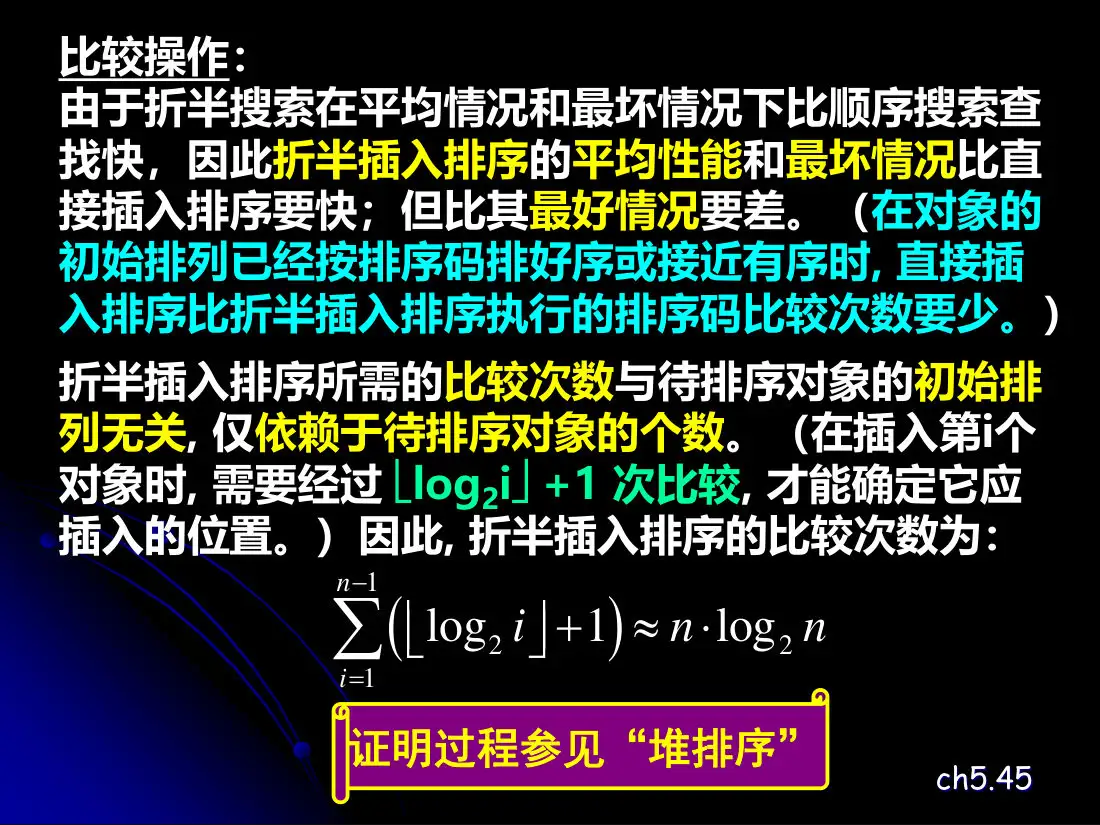 比较操作：
由于折半搜索在平均情况和最坏情况下比顺序搜索查
找快，因此折半插入排序的平均性能和最坏情况比直
接插入排序要快；但比其最好情况要差。（在对象的
初始排列已经按排序码排好序或接近有序时, 直接插
入排序比折半插入排序执行的排序码比较次数要少。）
折半插入排序所需的比较次数与待排序对象的初始排
列无关, 仅依赖于待排序对象的个数。（在插入第i个
对象时, 需要经过⌊log₂i⌋ +1 次比较, 才能确定它应
插入的位置。）因此, 折半插入排序的比较次数为：
n−1
∑(⌊log₂ i⌋+1)≈n·log₂ n
i=1
证明过程参见“堆排序”
ch5.45